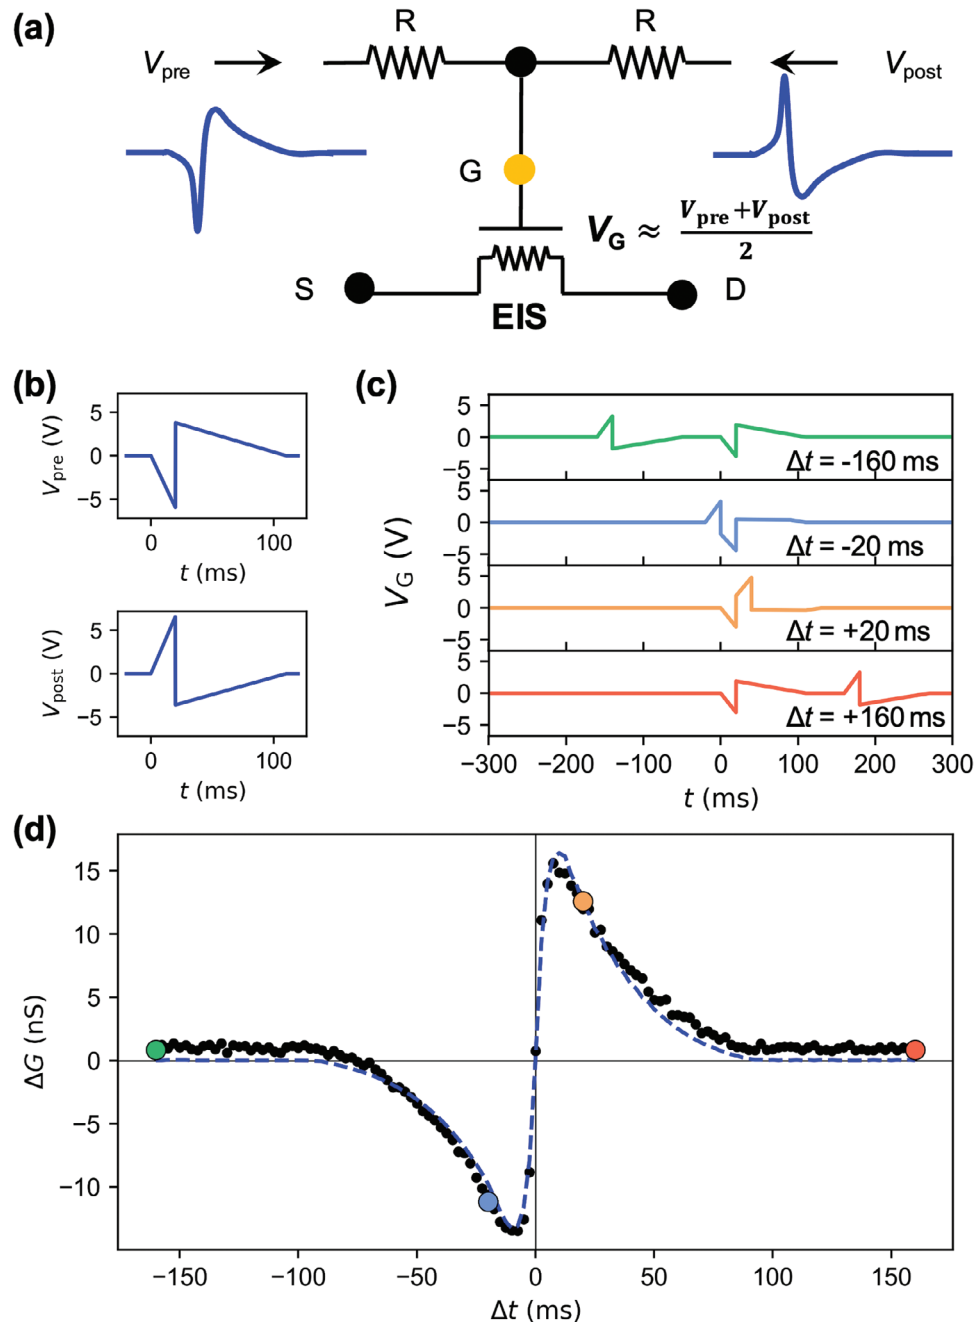 (a)
R
R
V_pre
V_post
G
V_G ≈ (V_pre+V_post)/2
S
D
EIS
(b)
5
0
−5
V_pre (V)
0
100
t (ms)
5
0
−5
V_post (V)
0
100
t (ms)
(c)
V_G (V)
5
0
−5
Δt = -160 ms
5
0
−5
Δt = -20 ms
5
0
−5
Δt = +20 ms
5
0
−5
Δt = +160 ms
−300
−200
−100
0
100
200
300
t (ms)
(d)
15
10
5
0
−5
−10
ΔG (nS)
−150
−100
−50
0
50
100
150
Δt (ms)